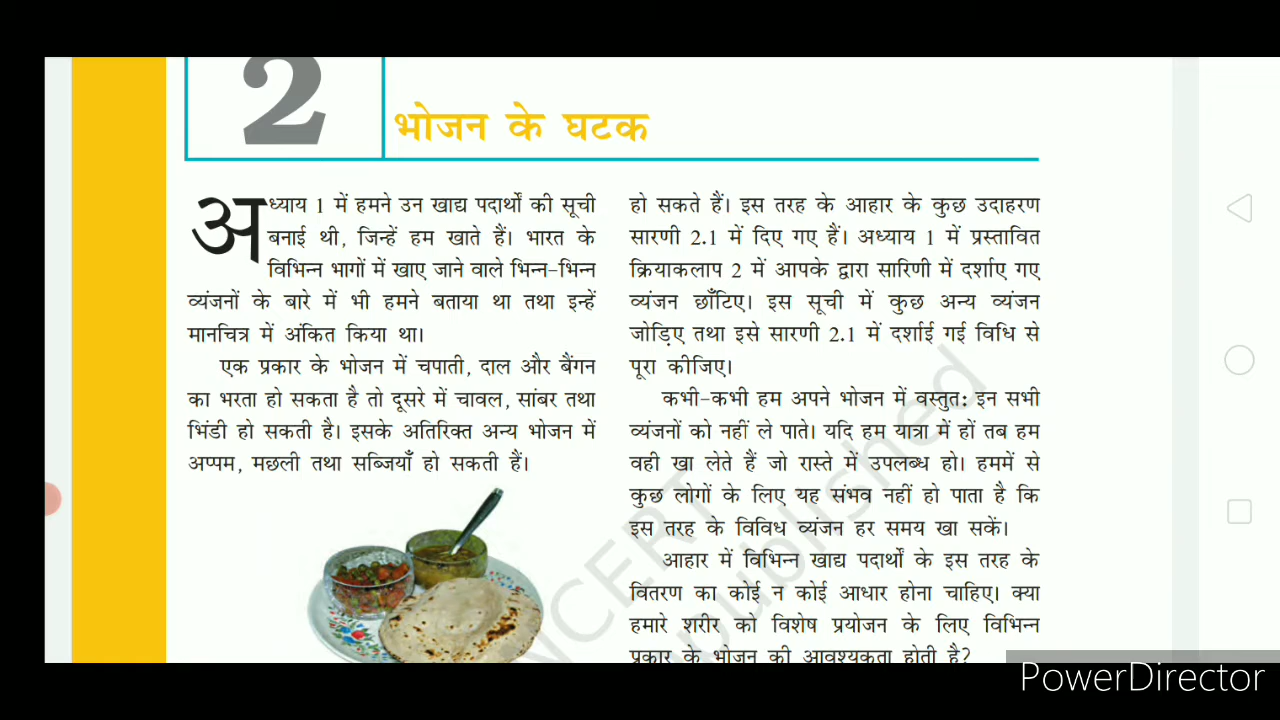 2
भोजन के घटक
अध्याय 1 में हमने उन खाद्य पदार्थों की सूची
बनाई थी, जिन्हें हम खाते हैं। भारत के
विभिन्न भागों में खाए जाने वाले भिन्न-भिन्न
व्यंजनों के बारे में भी हमने बताया था तथा इन्हें
मानचित्र में अंकित किया था।
एक प्रकार के भोजन में चपाती, दाल और बैंगन
का भरता हो सकता है तो दूसरे में चावल, सांबर तथा
भिंडी हो सकती है। इसके अतिरिक्त अन्य भोजन में
अप्पम, मछली तथा सब्जियाँ हो सकती हैं।
हो सकते हैं। इस तरह के आहार के कुछ उदाहरण
सारणी 2.1 में दिए गए हैं। अध्याय 1 में प्रस्तावित
क्रियाकलाप 2 में आपके द्वारा सारिणी में दर्शाए गए
व्यंजन छाँटिए। इस सूची में कुछ अन्य व्यंजन
जोड़िए तथा इसे सारणी 2.1 में दर्शाई गई विधि से
पूरा कीजिए।
कभी-कभी हम अपने भोजन में वस्तुत: इन सभी
व्यंजनों को नहीं ले पाते। यदि हम यात्रा में हों तब हम
वही खा लेते हैं जो रास्ते में उपलब्ध हो। हममें से
कुछ लोगों के लिए यह संभव नहीं हो पाता है कि
इस तरह के विविध व्यंजन हर समय खा सकें।
आहार में विभिन्न खाद्य पदार्थों के इस तरह के
वितरण का कोई न कोई आधार होना चाहिए। क्या
हमारे शरीर को विशेष प्रयोजन के लिए विभिन्न
प्रकार के भोजन की आवश्यकता होती है?
NCERT
published
PowerDirector